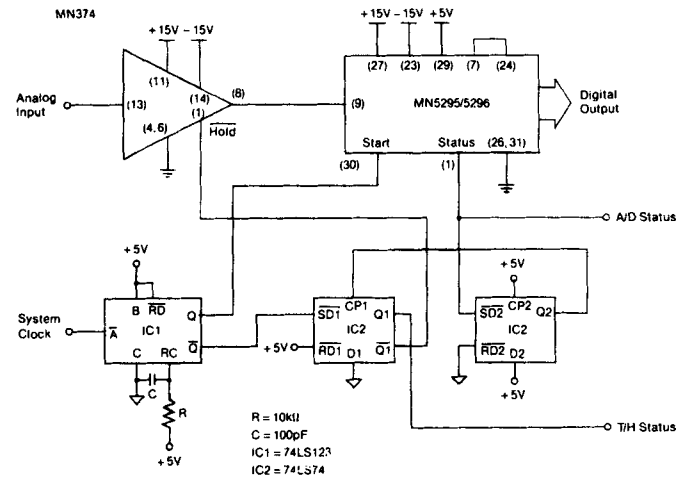 MN374
+15V -15V
+15V -15V +5V
(11)
(14)
(8)
(27) (23) (29) (7) (24)
Analog
Input
(13)
(1)
(4,6)
Hold
(9)
MN5295/5296
Digital
Output
Start Status (26, 31)
(30)
(1)
A/D Status
+5V
+5V
System
Clock
B RD
Q
A
IC1
Q
C RC
C
R
+5V
CP1
SD1 Q1
IC2
+5V
RD1 D1 Q1
CP2
Q2
SD2
IC2
RD2 D2
+5V
T/H Status
R = 10kΩ
C = 100pF
IC1 = 74LS123
IC2 = 74LS74